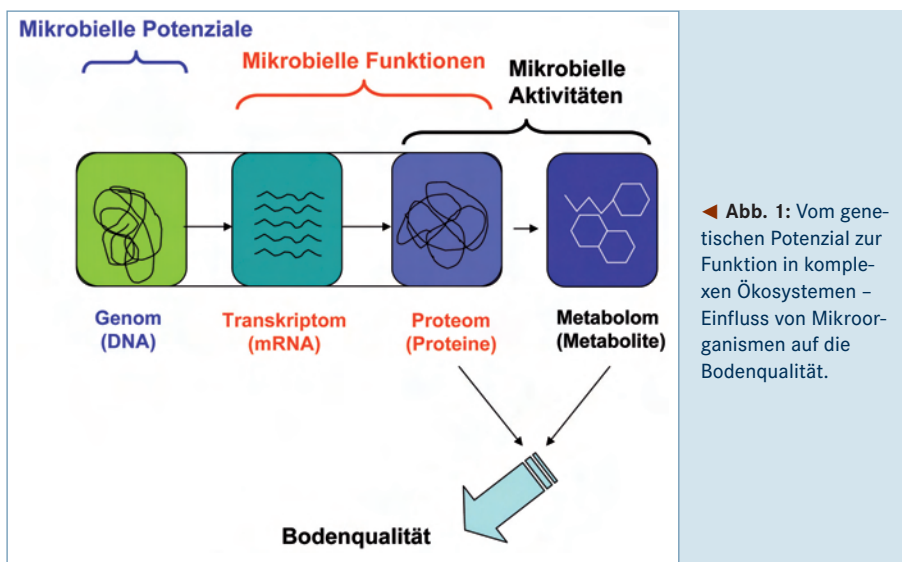 Mikrobielle Potenziale
Mikrobielle Funktionen
Mikrobielle
Aktivitäten
Genom
(DNA)
Transkriptom
(mRNA)
Proteom
(Proteine)
Metabolom
(Metabolite)
Bodenqualität
◄ Abb. 1: Vom gene-
tischen Potenzial zur
Funktion in komple-
xen Ökosystemen –
Einfluss von Mikroor-
ganismen auf die
Bodenqualität.